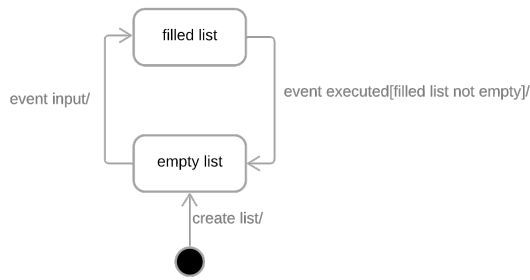 filled list
event input/
event executed[filled list not empty]/
empty list
create list/